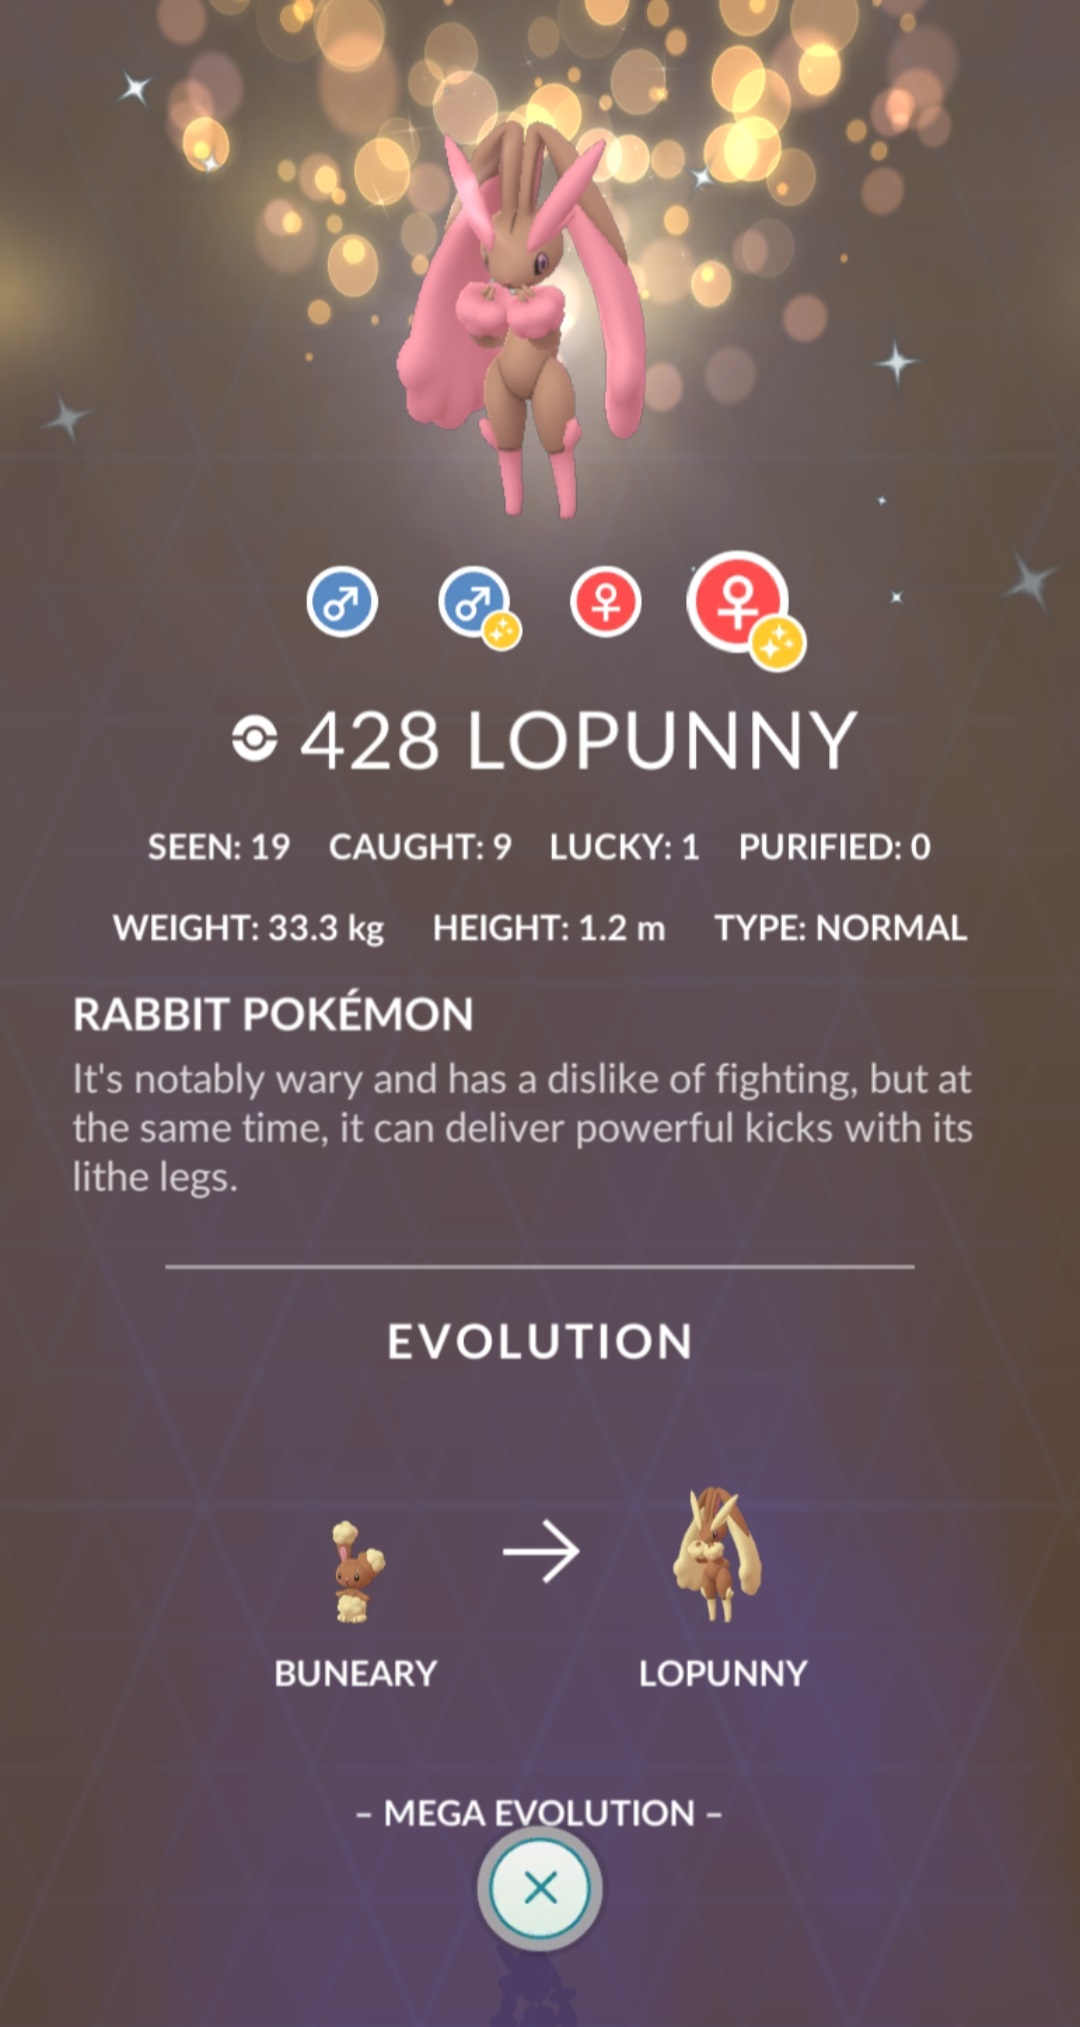 428 LOPUNNY
SEEN: 19 CAUGHT: 9 LUCKY: 1 PURIFIED: 0
WEIGHT: 33.3 kg HEIGHT: 1.2 m TYPE: NORMAL
RABBIT POKÉMON
It's notably wary and has a dislike of fighting, but at
the same time, it can deliver powerful kicks with its
lithe legs.
EVOLUTION
BUNEARY LOPUNNY
– MEGA EVOLUTION –